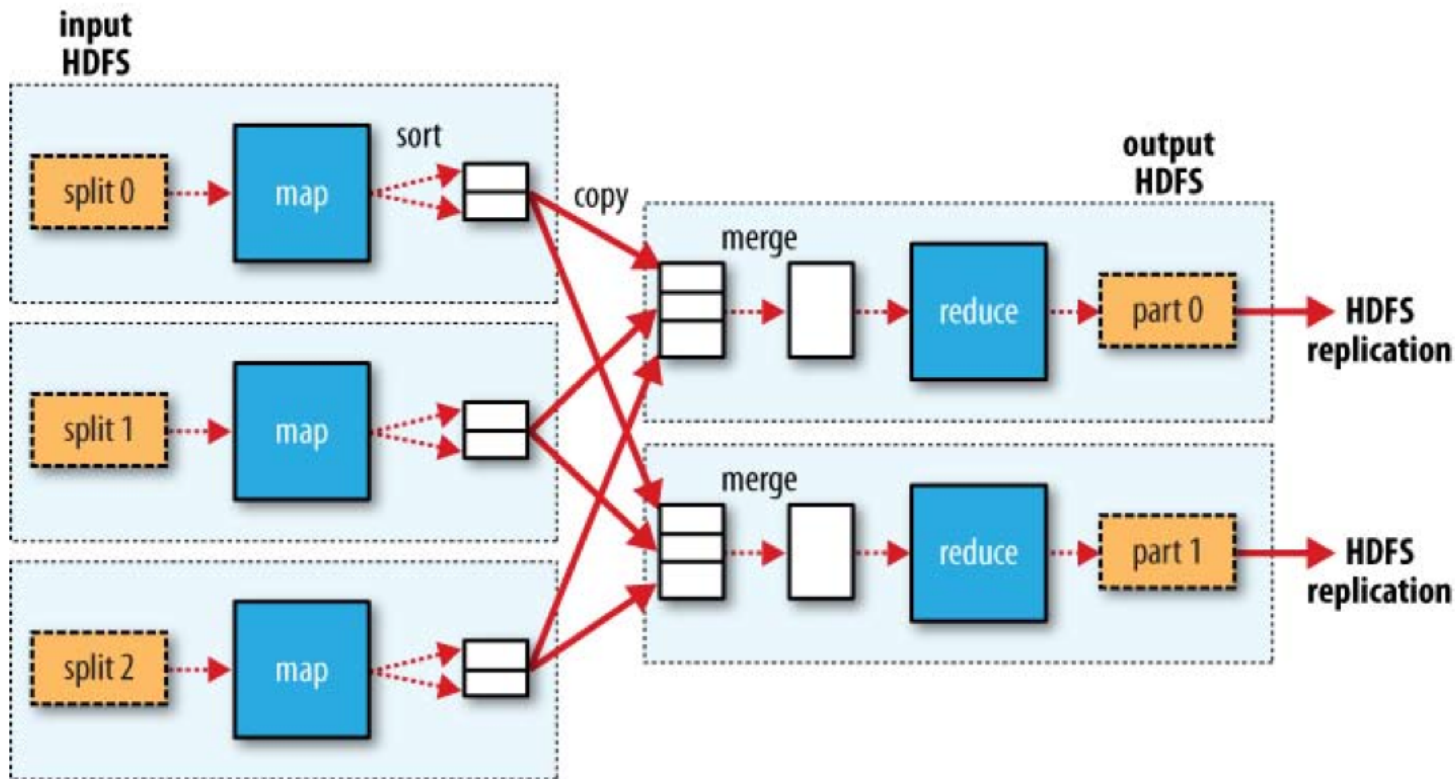 input
HDFS
split 0
map
sort
copy
split 1
map
split 2
map
output
HDFS
merge
reduce
part 0
HDFS
replication
merge
reduce
part 1
HDFS
replication